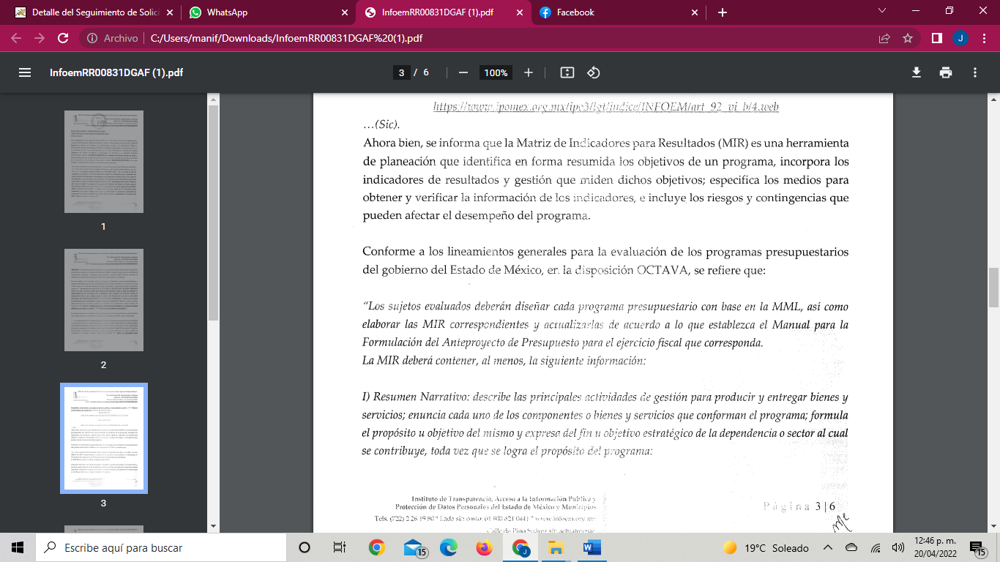 Detalle del Seguimiento de Solici
WhatsApp
InfoemRR00831DGAF (1).pdf
Facebook
Archivo
C:/Users/manif/Downloads/InfoemRR00831DGAF%20(1).pdf
J
InfoemRR00831DGAF (1).pdf
3 / 6
100%
1
2
3
https://www.ipomex.org.mx/ipo3/lgt/indice/INFOEM/art_92_vi_b/4.web
…(Sic).
Ahora bien, se informa que la Matriz de Indicadores para Resultados (MIR) es una herramienta
de planeación que identifica en forma resumida los objetivos de un programa, incorpora los
indicadores de resultados y gestión que miden dichos objetivos; especifica los medios para
obtener y verificar la información de los indicadores, e incluye los riesgos y contingencias que
pueden afectar el desempeño del programa.
Conforme a los lineamientos generales para la evaluación de los programas presupuestarios
del gobierno del Estado de México, en la disposición OCTAVA, se refiere que:
“Los sujetos evaluados deberán diseñar cada programa presupuestario con base en la MML, así como
elaborar las MIR correspondientes y actualizarlas de acuerdo a lo que establezca el Manual para la
Formulación del Anteproyecto de Presupuesto para el ejercicio fiscal que corresponda.
La MIR deberá contener, al menos, la siguiente información:
I) Resumen Narrativo: describe las principales actividades de gestión para producir y entregar bienes y
servicios; enuncia cada uno de los componentes o bienes y servicios que conforman el programa; formula
el propósito u objetivo del mismo y expresa del fin u objetivo estratégico de la dependencia o sector al cual
se contribuye una vez que se logra el propósito del programa:
Instituto de Transparencia, Acceso a la Información Pública y
Protección de Datos Personales del Estado de México y Municipios
Tels. (722) 2 26 19 80 * Lada sin costo: 01 800 821 0441 * www.infoem.org.mx
Calle de Pino Suárez sin
Página 3|6
Escribe aquí para buscar
15
J
19°C Soleado
12:46 p. m.
20/04/2022
15